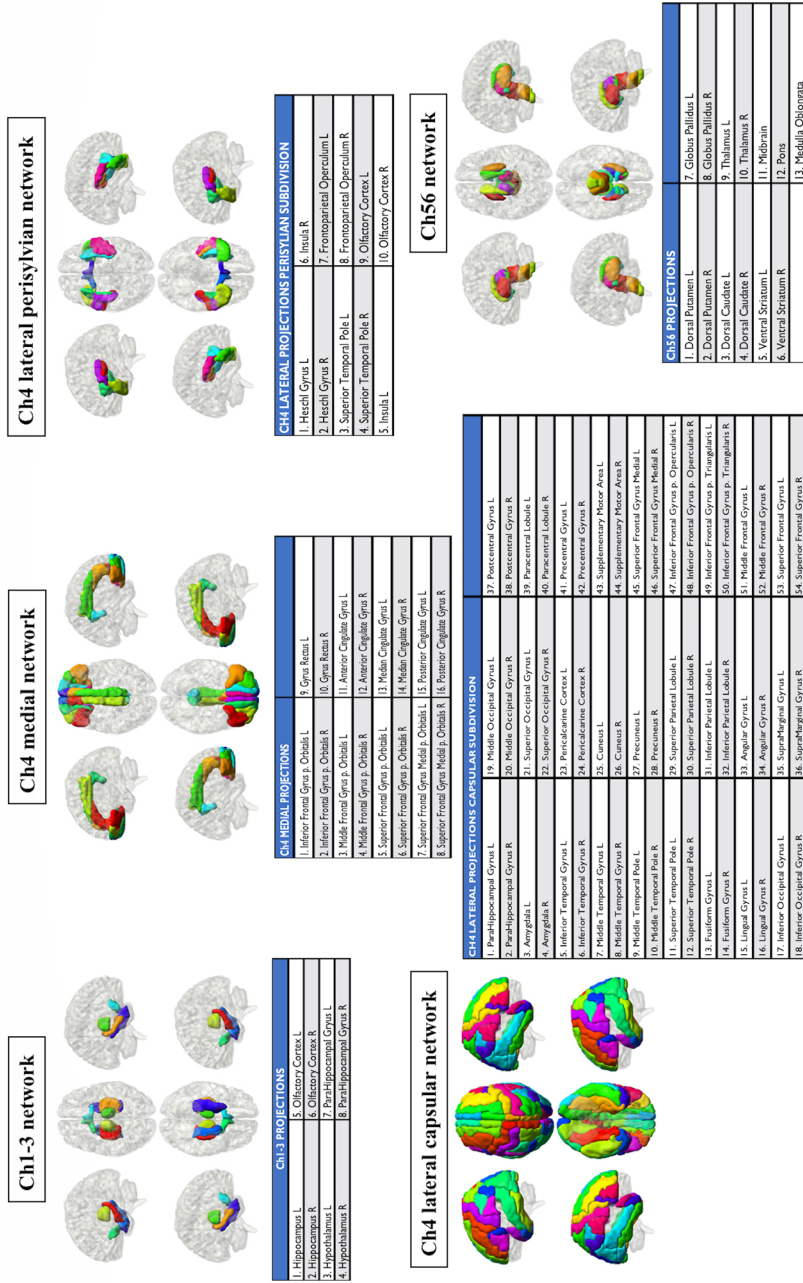 Ch1-3 network
Ch1-3 PROJECTIONS
1. Hippocampus L
2. Hippocampus R
3. Hypothalamus L
4. Hypothalamus R
5. Olfactory Cortex L
6. Olfactory Cortex R
7. ParaHippocampal Gryus L
8. ParaHippocampal Gyrus R
Ch4 medial network
Ch4 MEDIAL PROJECTIONS
1. Inferior Frontal Gyrus p. Orbitalis L
2. Inferior Frontal Gyrus p. Orbitalis R
3. Middle Frontal Gyrus p. Orbitalis L
4. Middle Frontal Gyrus p. Orbitalis R
5. Superior Frontal Gyrus p. Orbitalis L
6. Superior Frontal Gyrus p. Orbitalis R
7. Superior Frontal Gyrus Medial p. Orbitalis L
8. Superior Frontal Gyrus Medial p. Orbitalis R
9. Gyrus Rectus L
10. Gyrus Rectus R
11. Anterior Cingulate Gyrus L
12. Anterior Cingulate Gyrus R
13. Median Cingulate Gyrus L
14. Median Cingulate Gyrus R
15. Posterior Cingulate Gyrus L
16. Posterior Cingulate Gyrus R
Ch4 lateral perisylvian network
CH4 LATERAL PROJECTIONS PERISYLIAN SUBDIVISION
1. Heschl Gyrus L
2. Heschl Gyrus R
3. Superior Temporal Pole L
4. Superior Temporal Pole R
5. Insula L
6. Insula R
7. Frontoparietal Operculum L
8. Frontoparietal Operculum R
9. Olfactory Cortex L
10. Olfactory Cortex R
Ch4 lateral capsular network
CH4 LATERAL PROJECTIONS CAPSULAR SUBDIVISION
1. ParaHippocampal Gyrus L
2. ParaHippocampal Gyrus R
3. Amygdala L
4. Amygdala R
5. Inferior Temporal Gyrus L
6. Inferior Temporal Gyrus R
7. Middle Temporal Gyrus L
8. Middle Temporal Gyrus R
9. Middle Temporal Pole L
10. Middle Temporal Pole R
11. Superior Temporal Pole L
12. Superior Temporal Pole R
13. Fusiform Gyrus L
14. Fusiform Gyrus R
15. Lingual Gyrus L
16. Lingual Gyrus R
17. Inferior Occipital Gyrus L
18. Inferior Occipital Gyrus R
19. Middle Occipital Gyrus L
20. Middle Occipital Gyrus R
21. Superior Occipital Gyrus L
22. Superior Occipital Gyrus R
23. Pericalcarine Cortex L
24. Pericalcarine Cortex R
25. Cuneus L
26. Cuneus R
27. Precuneus L
28. Precuneus R
29. Superior Parietal Lobule L
30. Superior Parietal Lobule R
31. Inferior Parietal Lobule L
32. Inferior Parietal Lobule R
33. Angular Gyrus L
34. Angular Gyrus R
35. SupraMarginal Gyrus L
36. SupraMarginal Gyrus R
37. Postcentral Gyrus L
38. Postcentral Gyrus R
39. Paracentral Lobule L
40. Paracentral Lobule R
41. Precentral Gyrus L
42. Precentral Gyrus R
43. Supplementary Motor Area L
44. Supplementary Motor Area R
45. Superior Frontal Gyrus Medial L
46. Superior Frontal Gyrus Medial R
47. Inferior Frontal Gyrus p. Opercularis L
48. Inferior Frontal Gyrus p. Opercularis R
49. Inferior Frontal Gyrus p. Triangularis L
50. Inferior Frontal Gyrus p. Triangularis R
51. Middle Frontal Gyrus L
52. Middle Frontal Gyrus R
53. Superior Frontal Gyrus L
54. Superior Frontal Gyrus R
Ch56 network
Ch56 PROJECTIONS
1. Dorsal Putamen L
2. Dorsal Putamen R
3. Dorsal Caudate L
4. Dorsal Caudate R
5. Ventral Striatum L
6. Ventral Striatum R
7. Globus Pallidus L
8. Globus Pallidus R
9. Thalamus L
10. Thalamus R
11. Midbrain
12. Pons
13. Medulla Oblongata